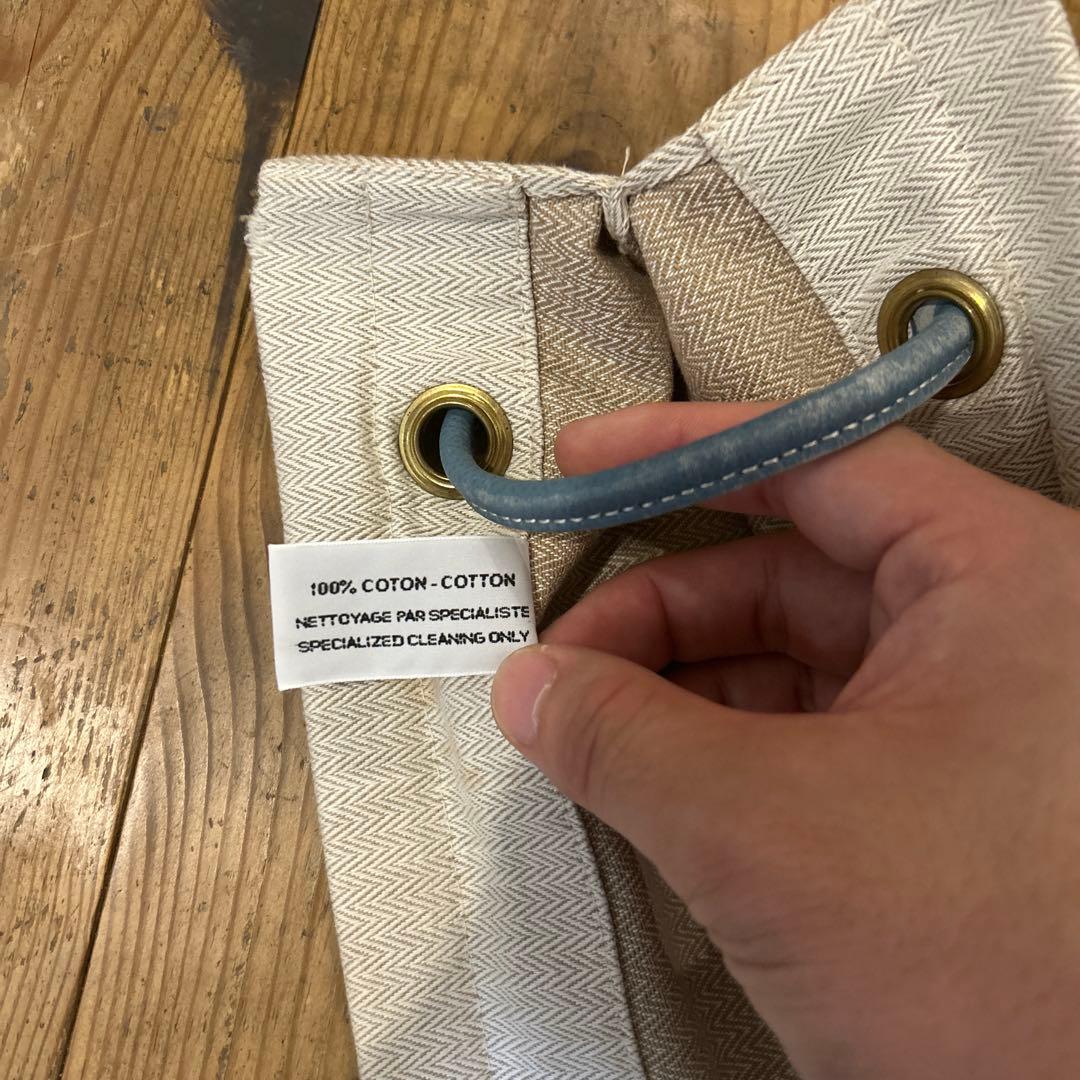 100% COTON - COTTON
NETTOYAGE PAR SPECIALISTE
SPECIALIZED CLEANING ONLY